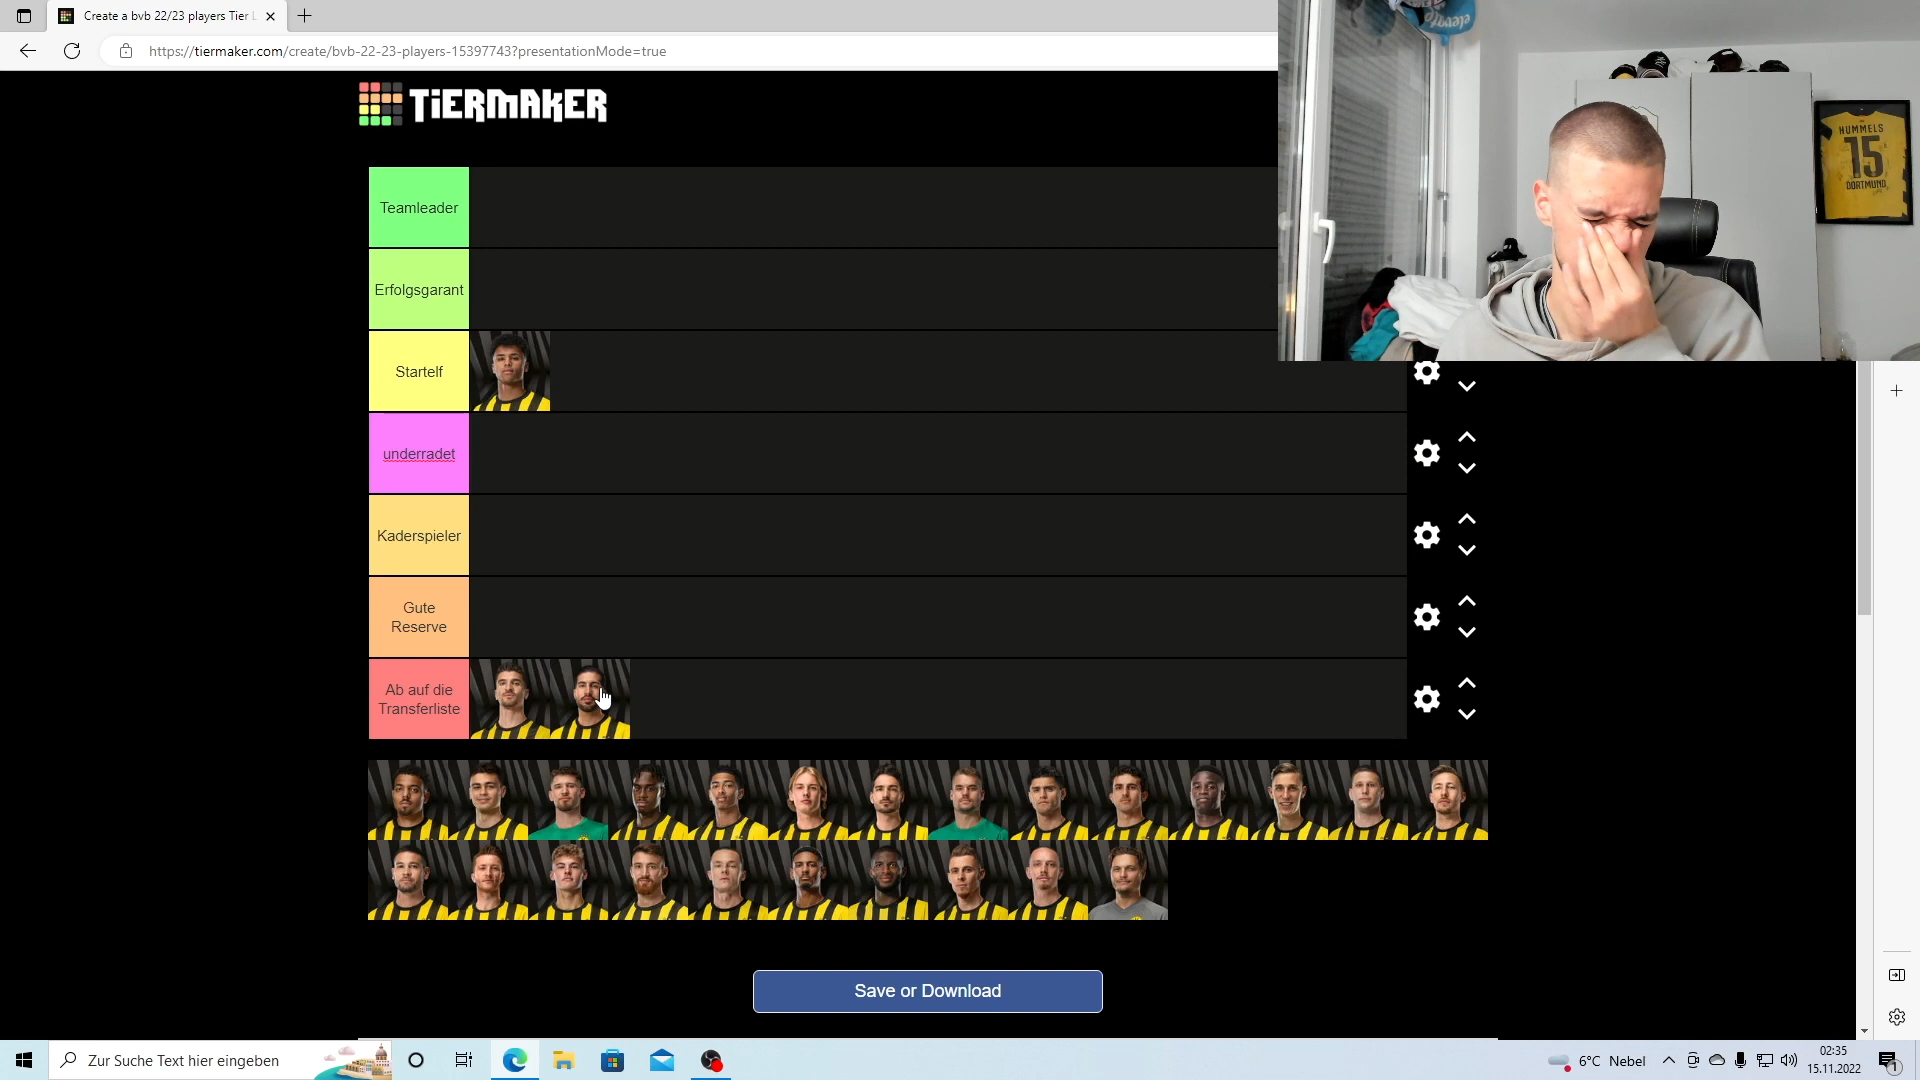 Create a bvb 22/23 players Tier L
https://tiermaker.com/create/bvb-22-23-players-15397743?presentationMode=true
TIERMAKER
elevate
HUMMELS
15
DORTMUND
Teamleader
Erfolgsgarant
Startelf
underradet
Kaderspieler
Gute
Reserve
Ab auf die
Transferliste
Save or Download
Zur Suche Text hier eingeben
6°C Nebel
02:35
15.11.2022
1